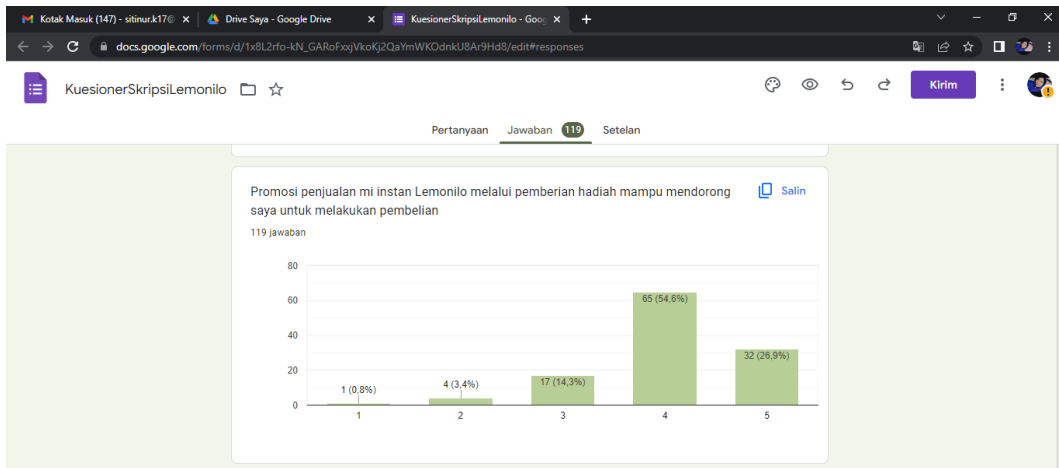 Kotak Masuk (147) - sitinur.k17@
Drive Saya - Google Drive
KuesionerSkripsiLemonilo - Goog
docs.google.com/forms/d/1x8L2rfo-kN_GARoFxxjVkoKj2QaYmWKOdnkU8Ar9Hd8/edit#responses
KuesionerSkripsiLemonilo
Kirim
Pertanyaan Jawaban 119 Setelan
Promosi penjualan mi instan Lemonilo melalui pemberian hadiah mampu mendorong
saya untuk melakukan pembelian
Salin
119 jawaban
80
60
40
20
0
1 (0,8%)
4 (3,4%)
17 (14,3%)
65 (54,6%)
32 (26,9%)
1 2 3 4 5